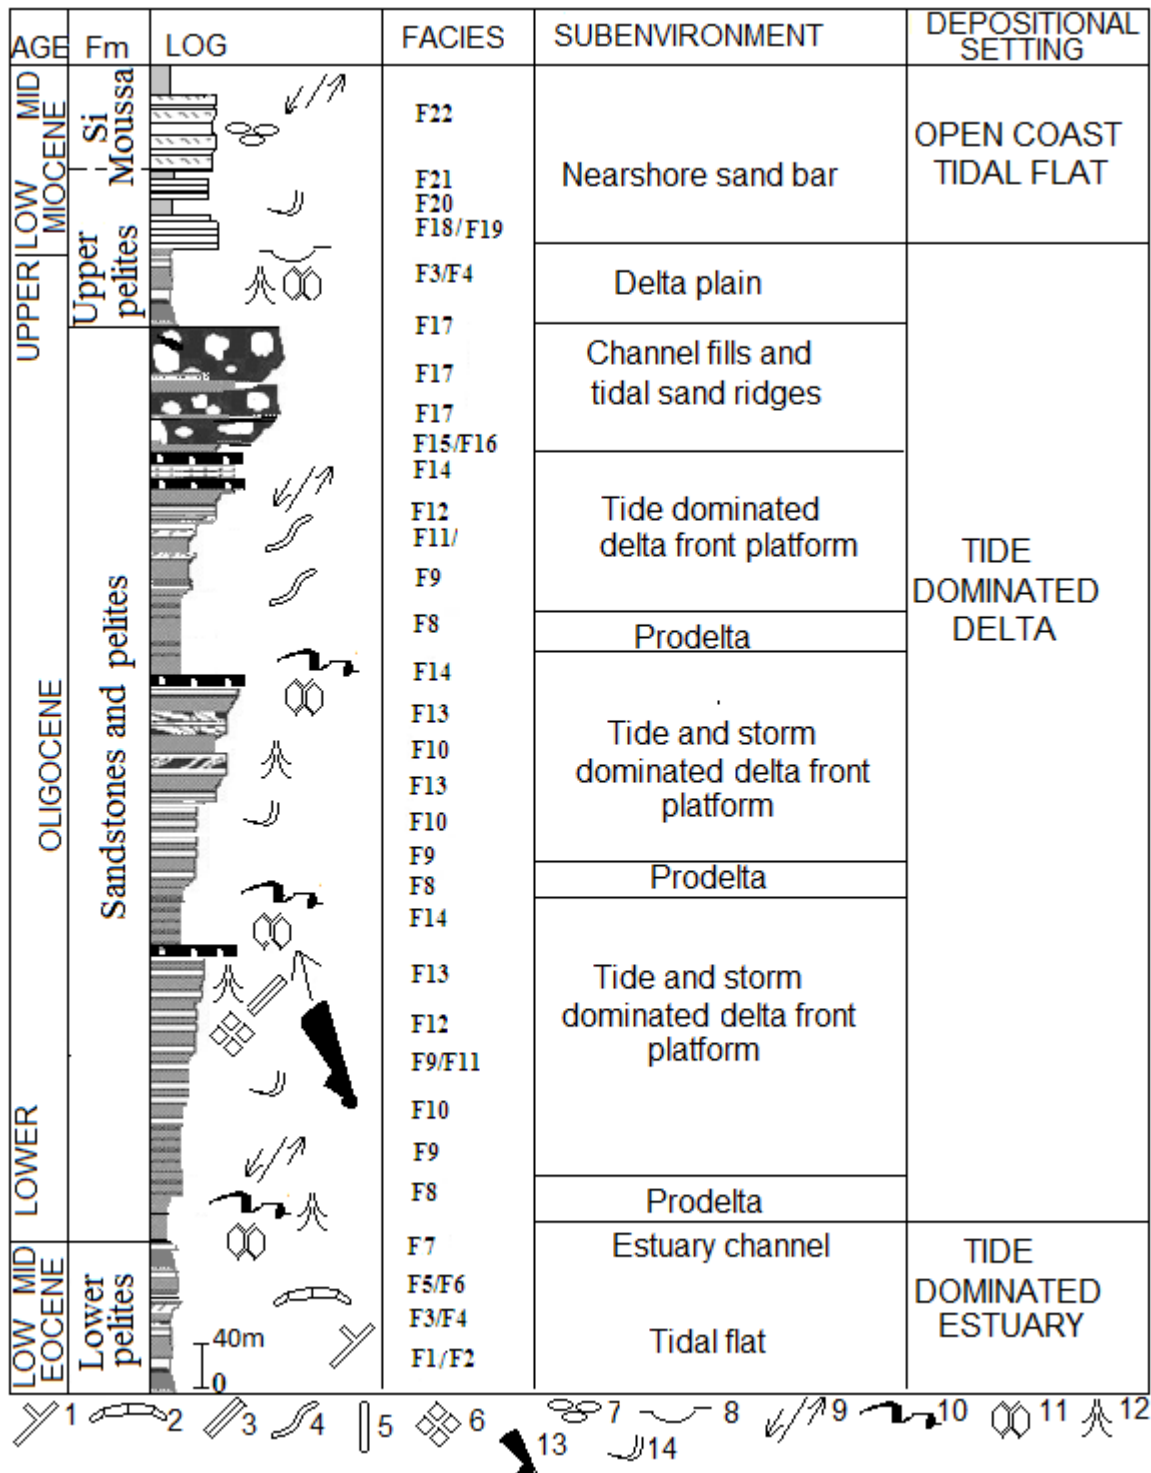 AGE Fm LOG FACIES SUBENVIRONMENT DEPOSITIONAL
SETTING
LOW MID
MIOCENE
UPPER
OLIGOCENE
LOWER
LOW MID
EOCENE
Si
Moussa
Upper
pelites
Sandstones and pelites
Lower
pelites
40m
0
F22
F21
F20
F18/F19
F3/F4
F17
F17
F17
F15/F16
F14
F12
F11/
F9
F8
F14
F13
F10
F13
F10
F9
F8
F14
F13
F12
F9/F11
F10
F9
F8
F7
F5/F6
F3/F4
F1/F2
Nearshore sand bar
Delta plain
Channel fills and
tidal sand ridges
Tide dominated
delta front platform
Prodelta
Tide and storm
dominated delta front
platform
Prodelta
Tide and storm
dominated delta front
platform
Prodelta
Estuary channel
Tidal flat
OPEN COAST
TIDAL FLAT
TIDE
DOMINATED
DELTA
TIDE
DOMINATED
ESTUARY
1 2 3 4 5 6 7 8 9 10 11 12
13 14